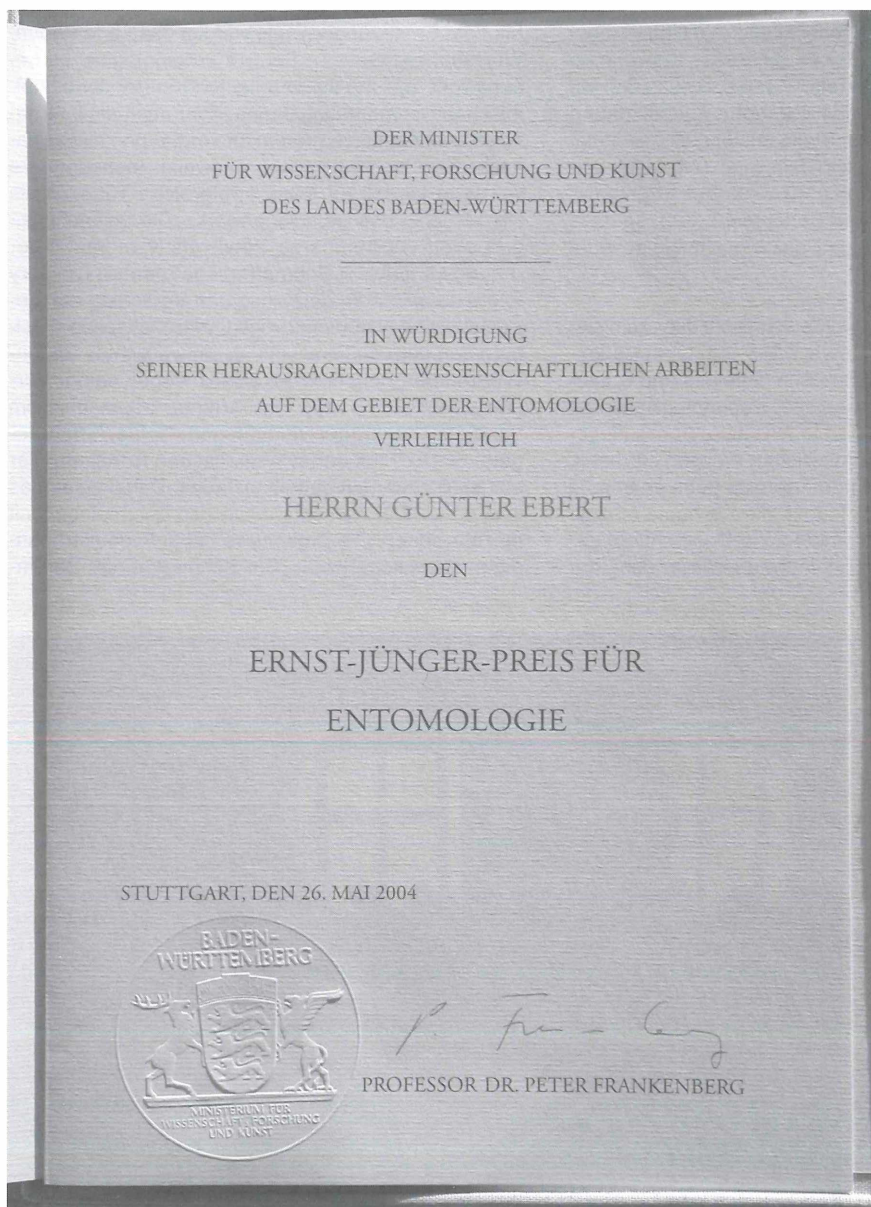 DER MINISTER
FÜR WISSENSCHAFT, FORSCHUNG UND KUNST
DES LANDES BADEN-WÜRTTEMBERG
IN WÜRDIGUNG
SEINER HERAUSRAGENDEN WISSENSCHAFTLICHEN ARBEITEN
AUF DEM GEBIET DER ENTOMOLOGIE
VERLEIHE ICH
HERRN GÜNTER EBERT
DEN
ERNST-JÜNGER-PREIS FÜR
ENTOMOLOGIE
STUTTGART, DEN 26. MAI 2004
BADEN-
WÜRTTEMBERG
MINISTERIUM FÜR
WISSENSCHAFT, FORSCHUNG
UND KUNST
P. Frankenberg
PROFESSOR DR. PETER FRANKENBERG